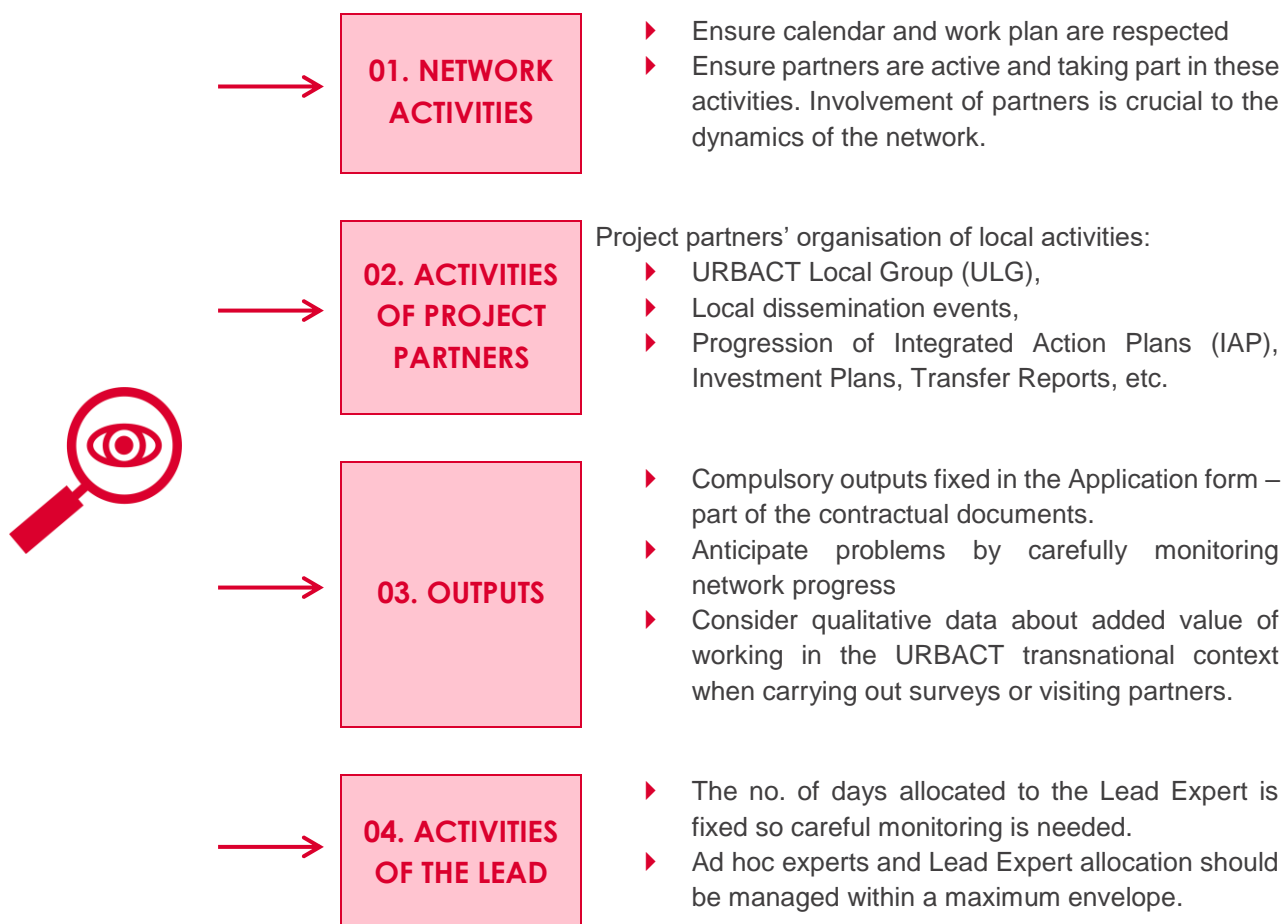 01. NETWORK
ACTIVITIES
Ensure calendar and work plan are respected
Ensure partners are active and taking part in these
activities. Involvement of partners is crucial to the
dynamics of the network.
02. ACTIVITIES
OF PROJECT
PARTNERS
Project partners’ organisation of local activities:
URBACT Local Group (ULG),
Local dissemination events,
Progression of Integrated Action Plans (IAP),
Investment Plans, Transfer Reports, etc.
03. OUTPUTS
Compulsory outputs fixed in the Application form –
part of the contractual documents.
Anticipate problems by carefully monitoring
network progress
Consider qualitative data about added value of
working in the URBACT transnational context
when carrying out surveys or visiting partners.
04. ACTIVITIES
OF THE LEAD
The no. of days allocated to the Lead Expert is
fixed so careful monitoring is needed.
Ad hoc experts and Lead Expert allocation should
be managed within a maximum envelope.